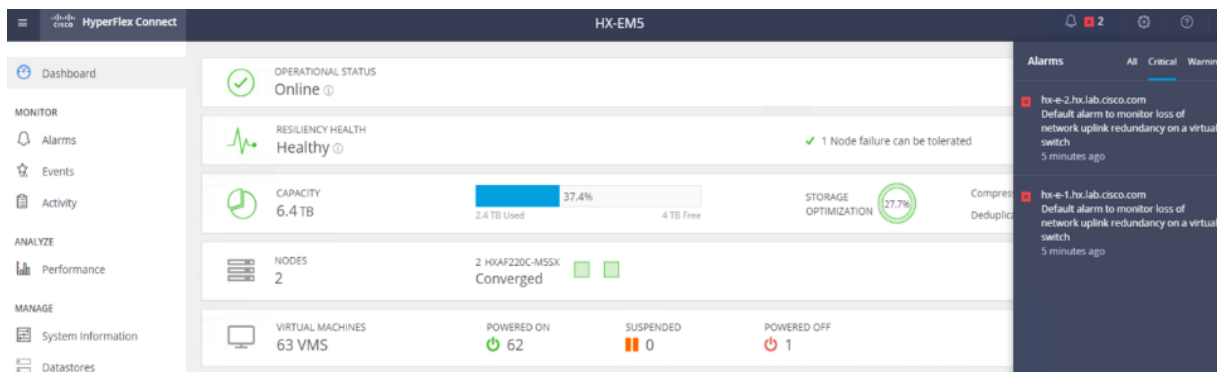 CISCO HyperFlex Connect
HX-EM5
2
Dashboard
MONITOR
Alarms
Events
Activity
ANALYZE
Performance
MANAGE
System Information
Datastores
OPERATIONAL STATUS
Online
RESILIENCY HEALTH
Healthy
1 Node failure can be tolerated
CAPACITY
6.4 TB
37.4%
2.4 TB Used
4 TB Free
STORAGE
OPTIMIZATION
27.7%
Compres
Deduplica
NODES
2
2 HXAF220C-M5SX
Converged
VIRTUAL MACHINES
63 VMS
POWERED ON
62
SUSPENDED
0
POWERED OFF
1
Alarms
All Critical Warnin
hx-e-2.hx.lab.cisco.com
Default alarm to monitor loss of
network uplink redundancy on a virtual
switch
5 minutes ago
hx-e-1.hx.lab.cisco.com
Default alarm to monitor loss of
network uplink redundancy on a virtual
switch
5 minutes ago